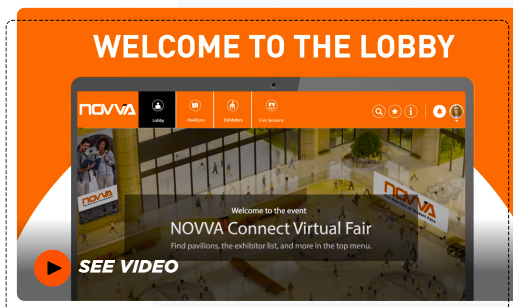 WELCOME TO THE LOBBY
NOVVA
Lobby
Pavilions
Exhibitors
Live Sessions
i
NOVVA
NOVVA
Welcome to the event
NOVVA Connect Virtual Fair
Find pavilions, the exhibitor list, and more in the top menu.
SEE VIDEO